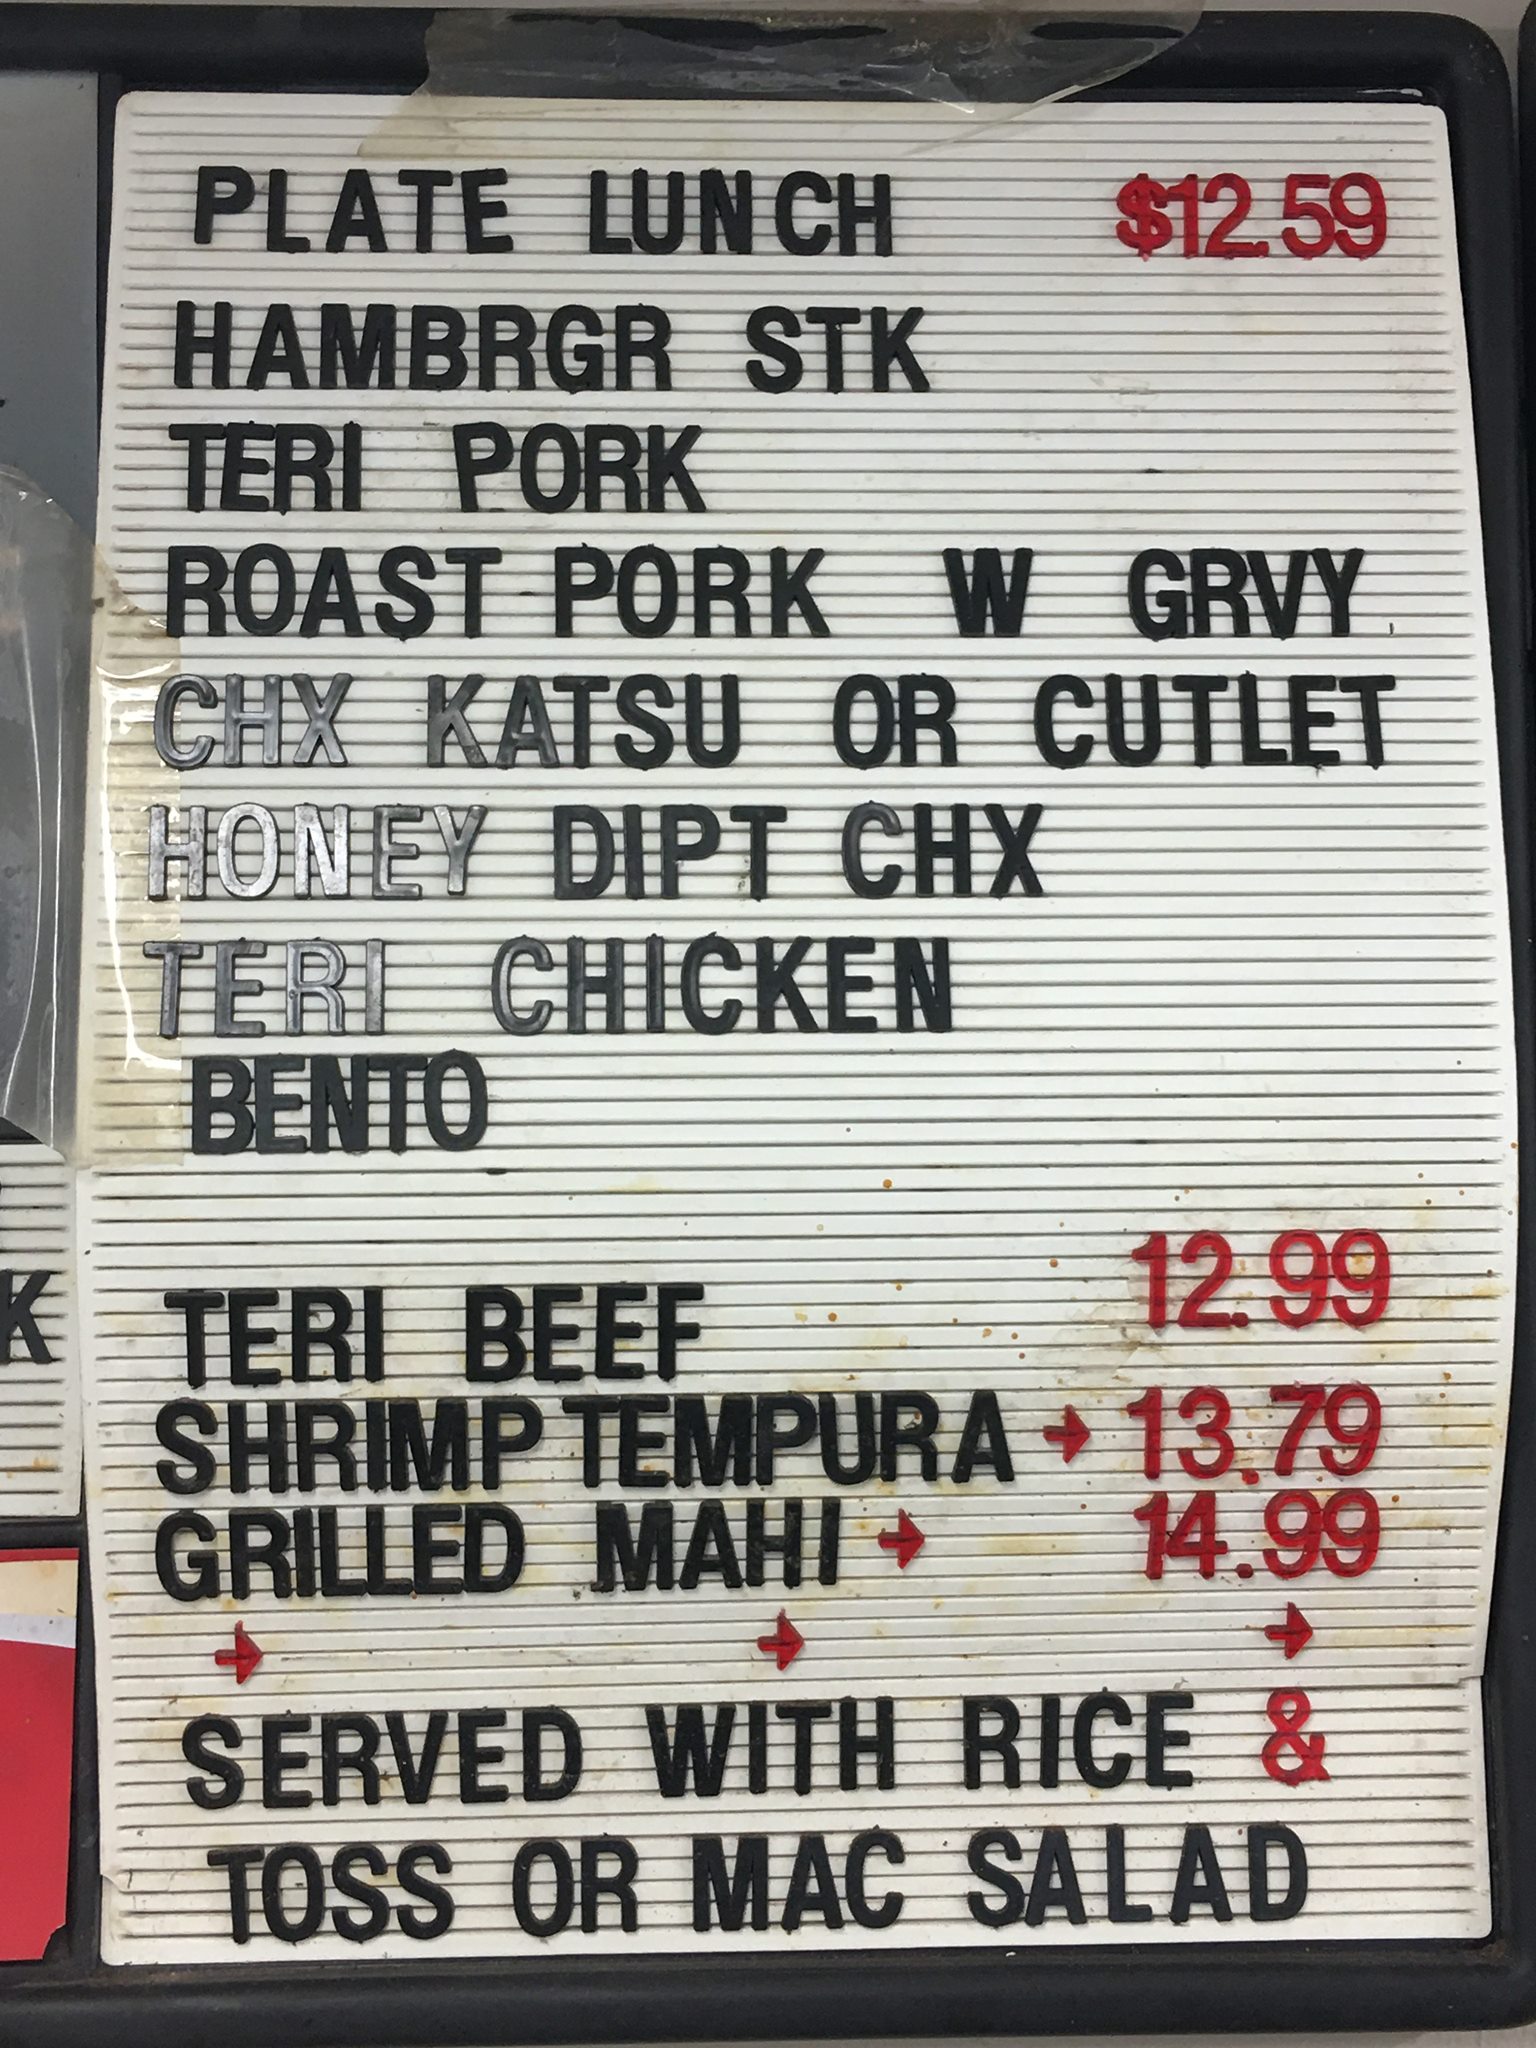 PLATE LUNCH $12.59
HAMBRGR STK
TERI PORK
ROAST PORK W GRVY
CHX KATSU OR CUTLET
HONEY DIPT CHX
TERI CHICKEN
BENTO
TERI BEEF 12.99
SHRIMP TEMPURA → 13.79
GRILLED MAHI → 14.99
→ → →
SERVED WITH RICE &
TOSS OR MAC SALAD
K